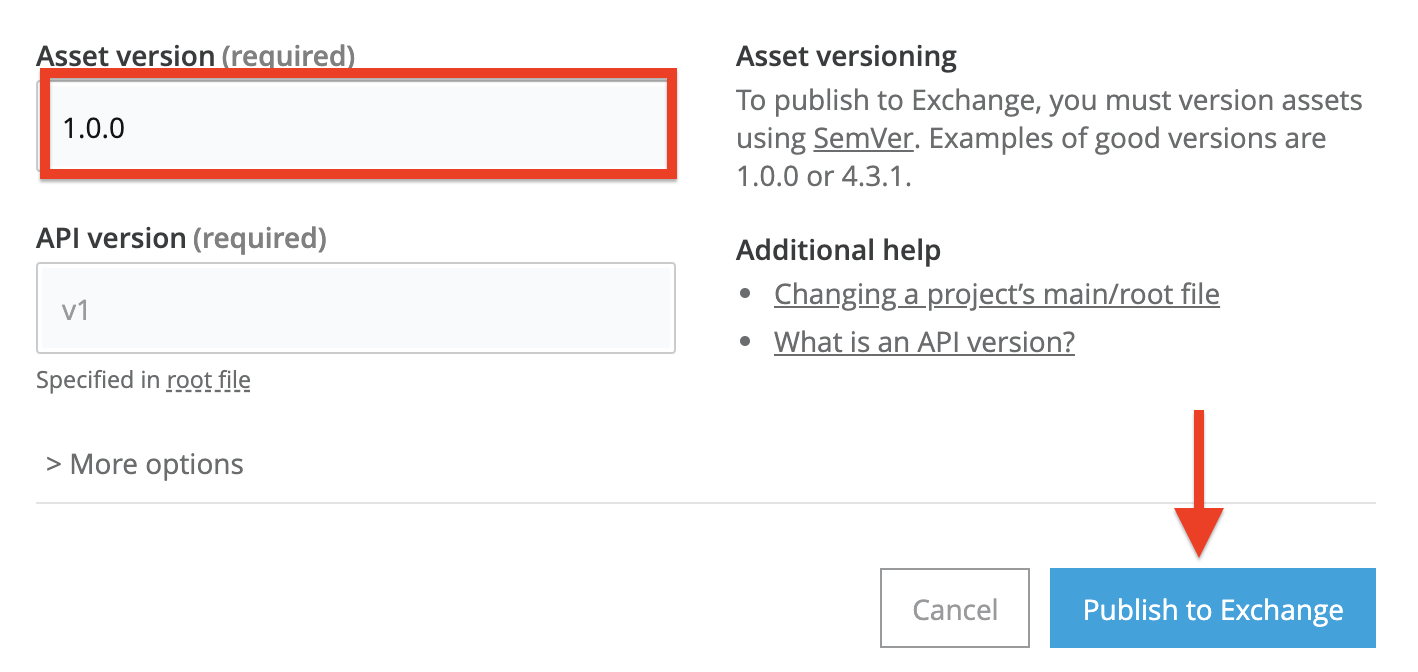 Asset version (required)
1.0.0
API version (required)
v1
Specified in root file
> More options
Asset versioning
To publish to Exchange, you must version assets
using SemVer. Examples of good versions are
1.0.0 or 4.3.1.
Additional help
• Changing a project’s main/root file
• What is an API version?
Cancel
Publish to Exchange